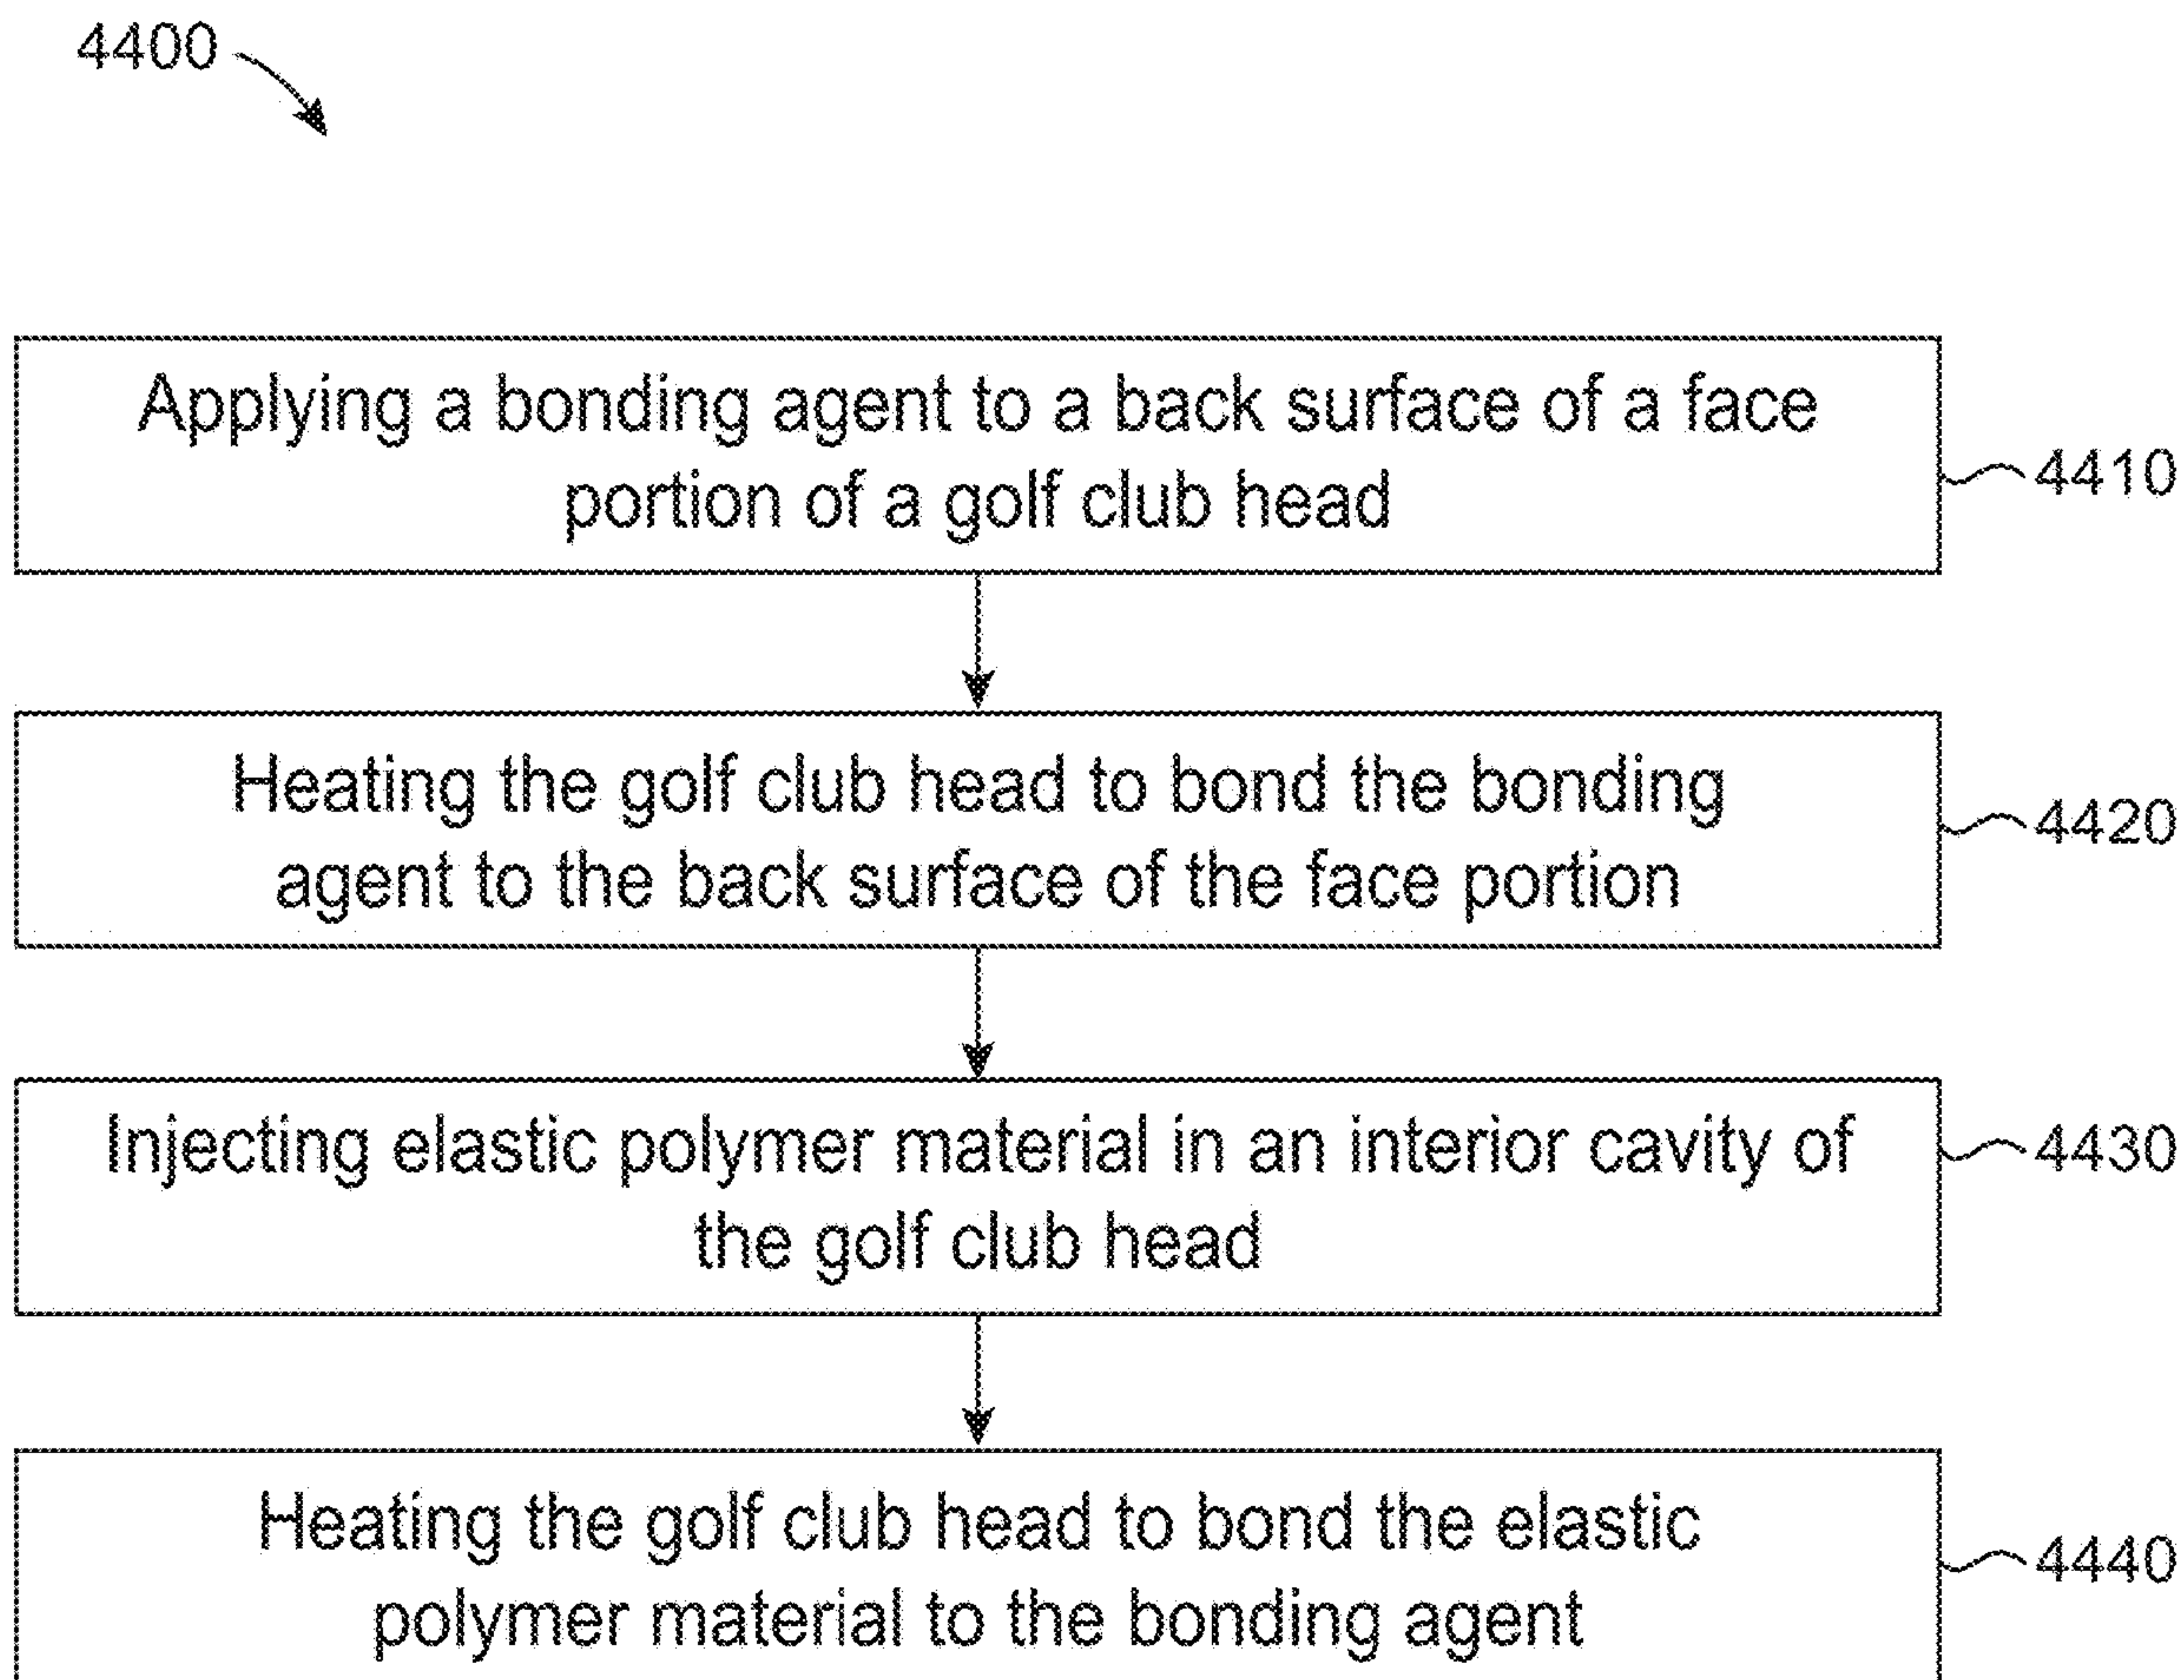 4400
Applying a bonding agent to a back surface of a face
portion of a golf club head
4410
Heating the golf club head to bond the bonding
agent to the back surface of the face portion
4420
Injecting elastic polymer material in an interior cavity of
the golf club head
4430
Heating the golf club head to bond the elastic
polymer material to the bonding agent
4440